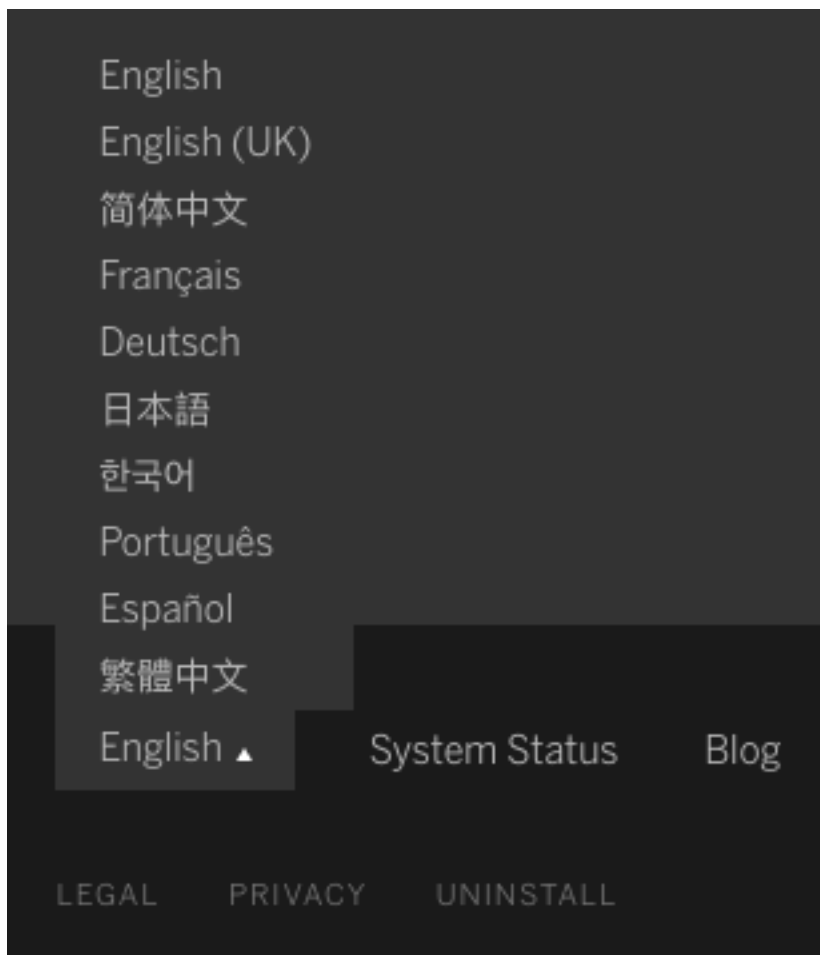 English
English (UK)
简体中文
Français
Deutsch
日本語
한국어
Português
Español
繁體中文
English ▲ System Status Blog
LEGAL PRIVACY UNINSTALL